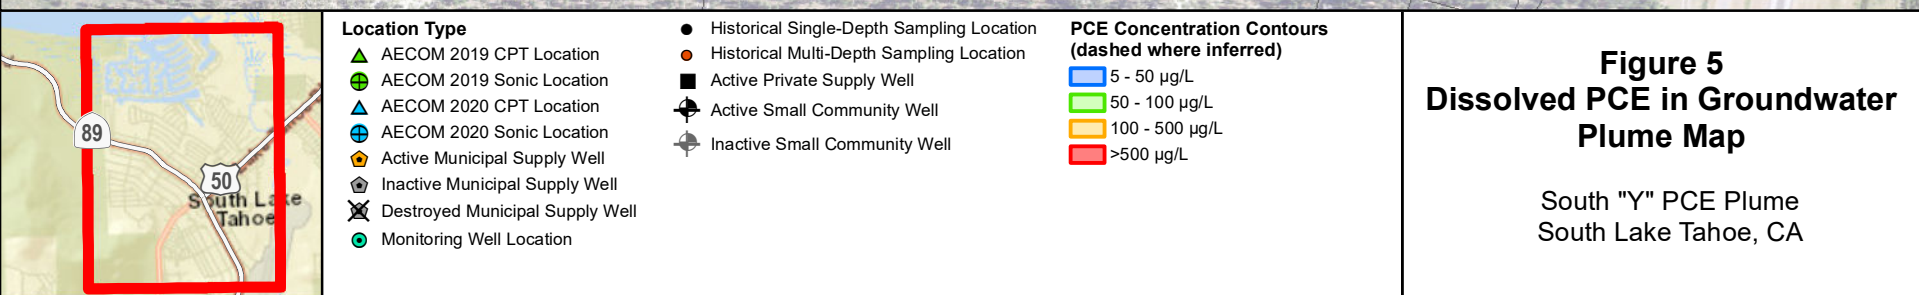 89
50
South Lake
Tahoe
Location Type
AECOM 2019 CPT Location
AECOM 2019 Sonic Location
AECOM 2020 CPT Location
AECOM 2020 Sonic Location
Active Municipal Supply Well
Inactive Municipal Supply Well
Destroyed Municipal Supply Well
Monitoring Well Location
Historical Single-Depth Sampling Location
Historical Multi-Depth Sampling Location
Active Private Supply Well
Active Small Community Well
Inactive Small Community Well
PCE Concentration Contours
(dashed where inferred)
5 - 50 µg/L
50 - 100 µg/L
100 - 500 µg/L
>500 µg/L
Figure 5
Dissolved PCE in Groundwater
Plume Map
South "Y" PCE Plume
South Lake Tahoe, CA